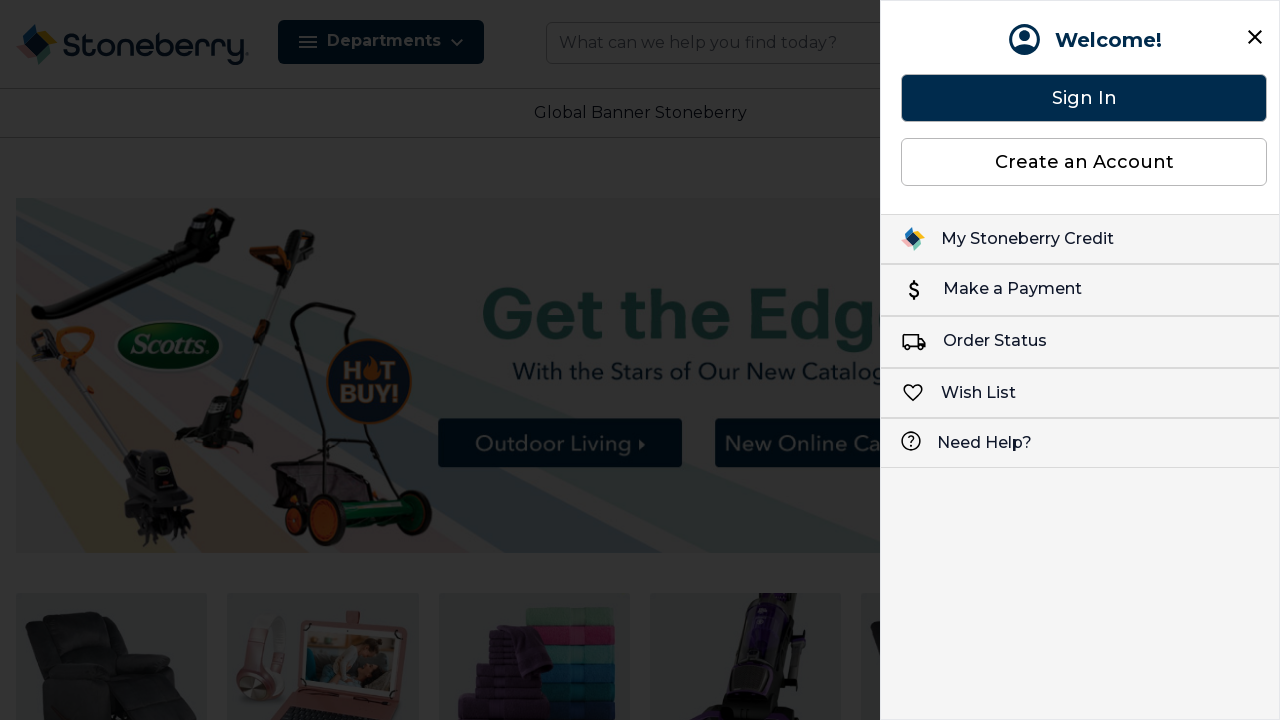 Stoneberry
Departments
What can we help you find today?
Welcome!
Sign In
Create an Account
Global Banner Stoneberry
My Stoneberry Credit
Make a Payment
Order Status
Wish List
Need Help?
Scotts
HOT
BUY!
Get the Edge
With the Stars of Our New Catalog
Outdoor Living
New Online Ca